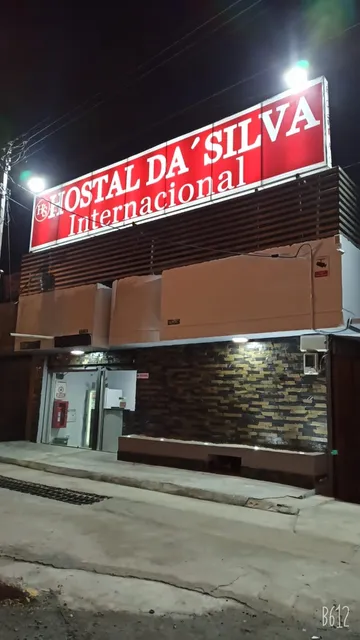 HOSTAL DA´SILVA
Internacional
B612